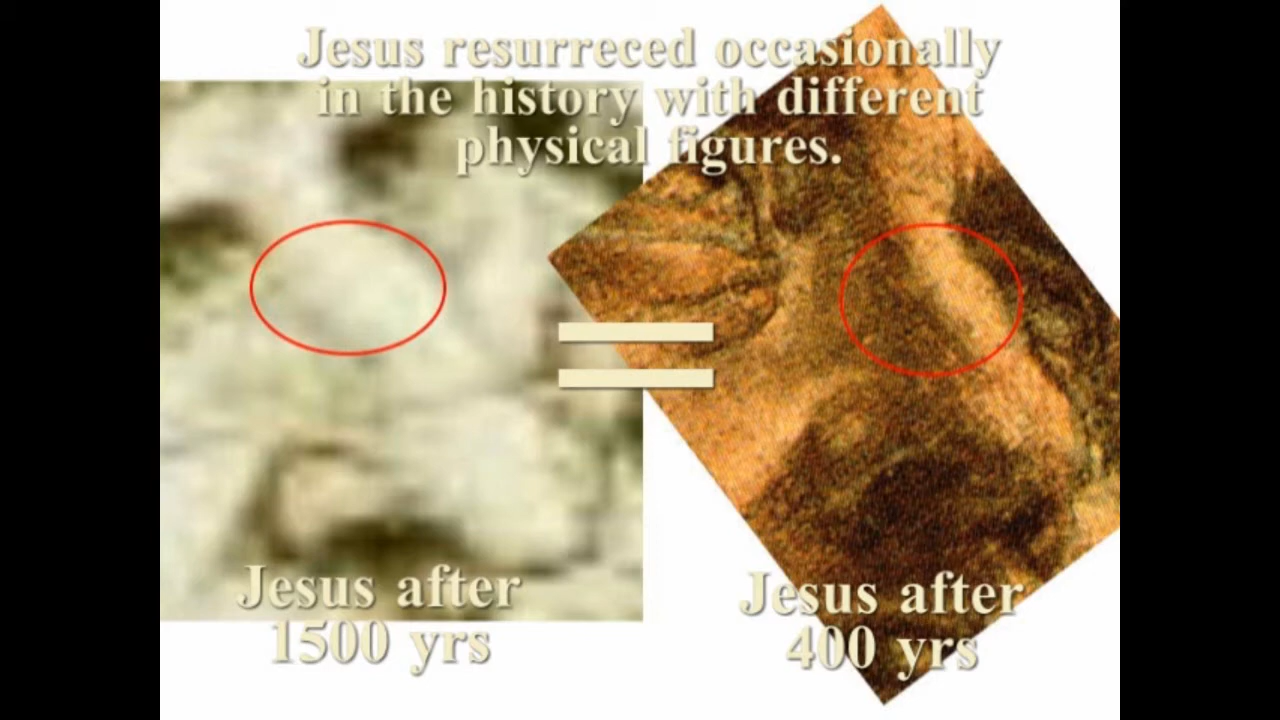 Jesus resurreced occasionally
in the history with different
physical figures.
Jesus after
1500 yrs
Jesus after
400 yrs